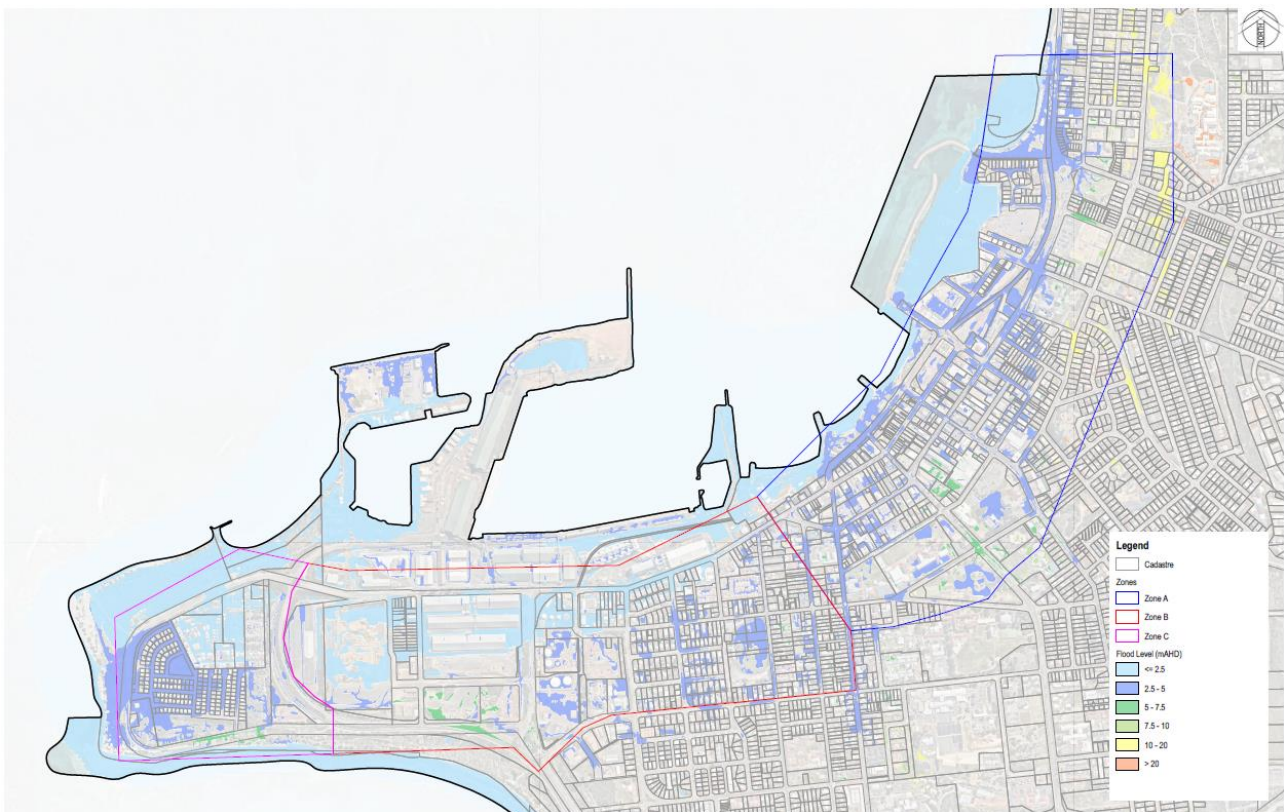 NORTH
Legend
Cadastre
Zones
Zone A
Zone B
Zone C
Flood Level (mAHD)
<= 2.5
2.5 - 5
5 - 7.5
7.5 - 10
10 - 20
> 20